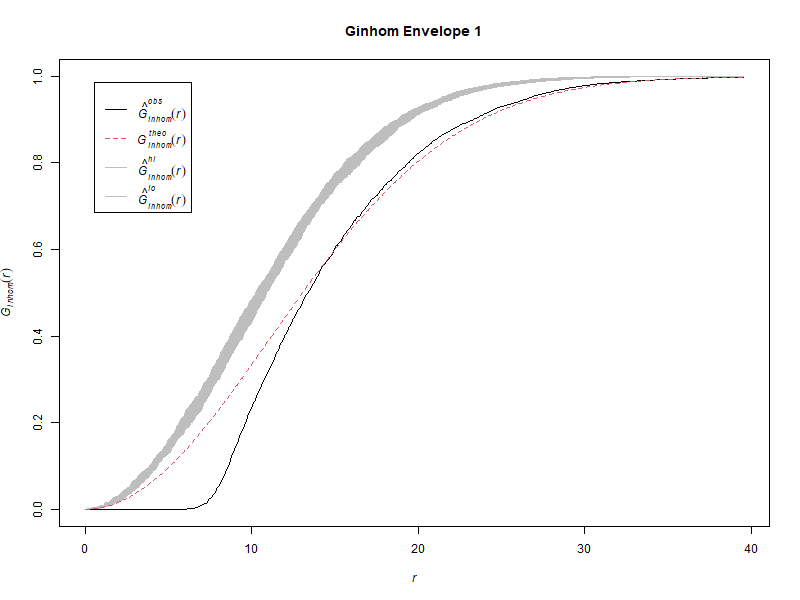 Ginhom Envelope 1
Ĝ_inhom^obs(r)
G_inhom^theo(r)
Ĝ_inhom^hi(r)
Ĝ_inhom^lo(r)
G_inhom(r)
1.0
0.8
0.6
0.4
0.2
0.0
0 10 20 30 40
r